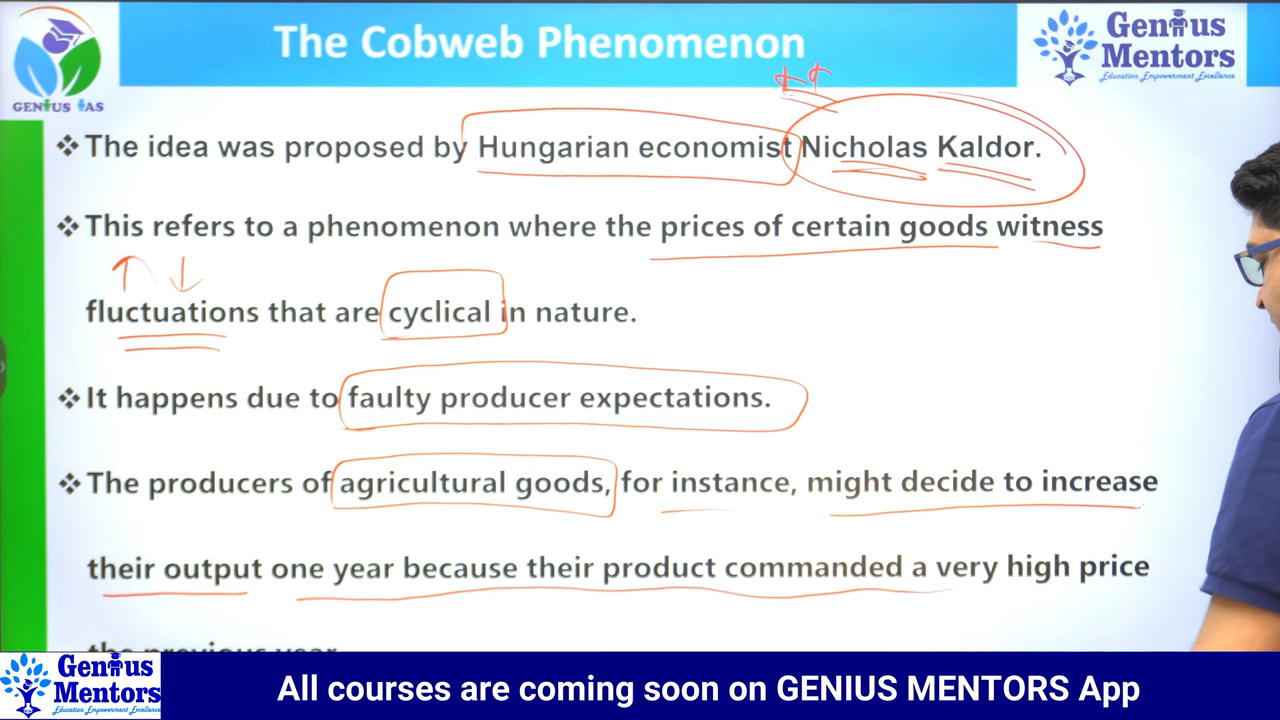 The Cobweb Phenomenon
GENIUS IAS
Genius
Mentors
Education Empowerment Excellence
❖ The idea was proposed by Hungarian economist Nicholas Kaldor.
❖ This refers to a phenomenon where the prices of certain goods witness
fluctuations that are cyclical in nature.
❖ It happens due to faulty producer expectations.
❖ The producers of agricultural goods, for instance, might decide to increase
their output one year because their product commanded a very high price
the previous year
Genius
Mentors
Education Empowerment Excellence
All courses are coming soon on GENIUS MENTORS App